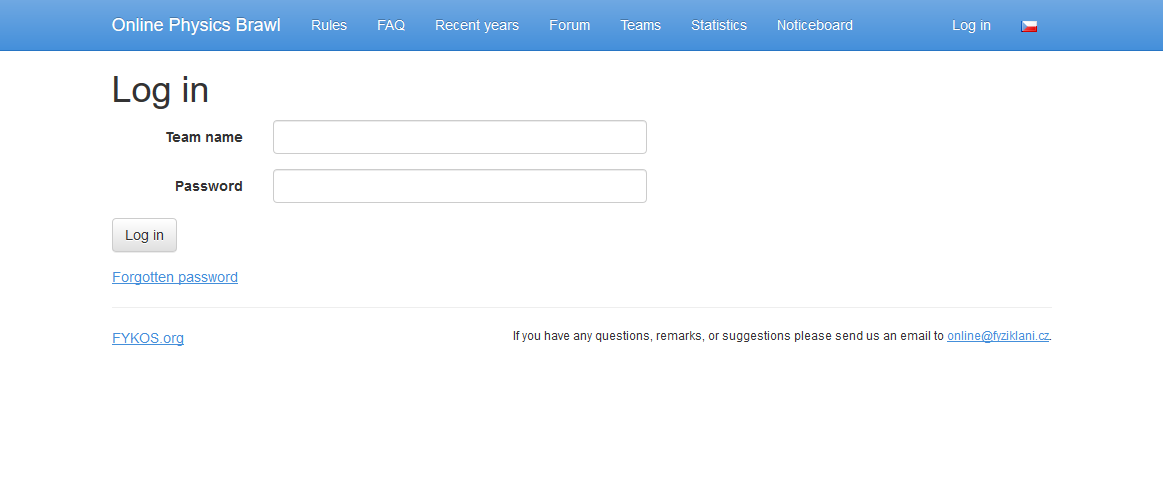 Online Physics Brawl Rules FAQ Recent years Forum Teams Statistics Noticeboard Log in
Log in
Team name
Password
Log in
Forgotten password
FYKOS.org If you have any questions, remarks, or suggestions please send us an email to online@fyziklani.cz.